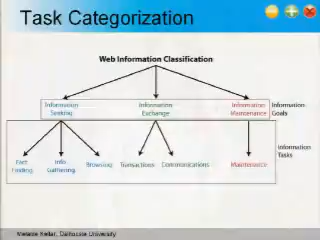 Task Categorization
Web Information Classification
Information Seeking
Information Exchange
Information Maintenance
Information Goals
Fact Finding
Info Gathering
Browsing
Transactions
Communications
Maintenance
Information Tasks
Melanie Kellar, Dalhousie University